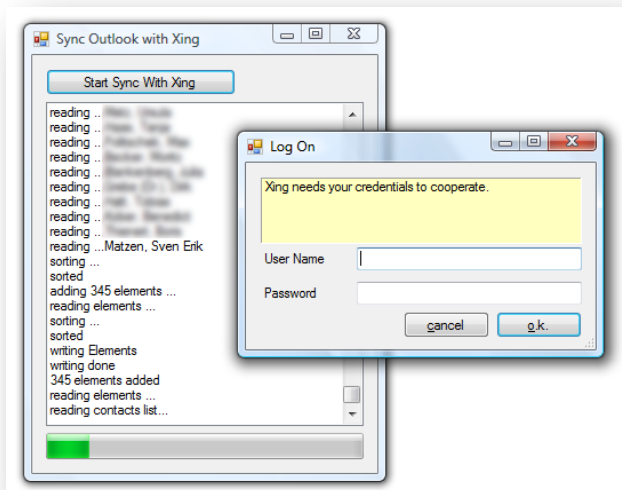 Sync Outlook with Xing
Start Sync With Xing
reading ..
reading ..
reading ..
reading ..
reading ..
reading ..
reading ..
reading ..
reading ..
reading ...Matzen, Sven Erik
sorting ...
sorted
adding 345 elements ...
reading elements ...
sorting ...
sorted
writing Elements
writing done
345 elements added
reading elements ...
reading contacts list...
Log On
Xing needs your credentials to cooperate.
User Name
Password
cancel
o.k.